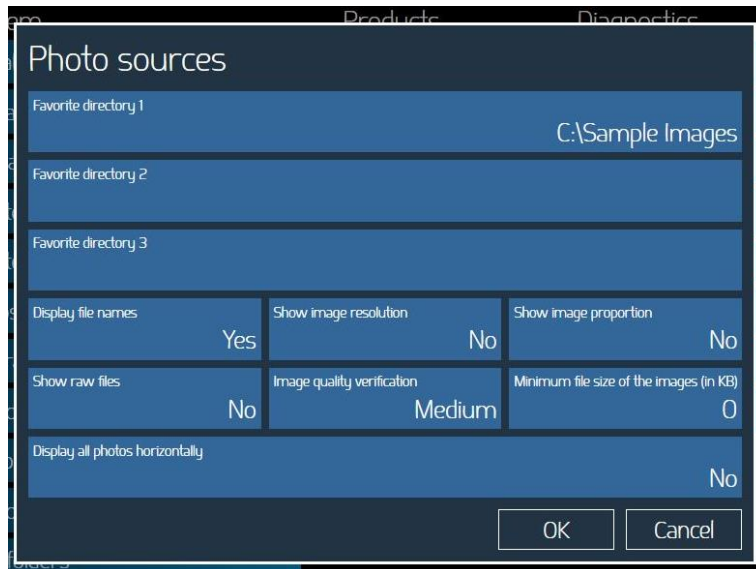 Products
Diagnostics
Photo sources
Favorite directory 1
C:\Sample Images
Favorite directory 2
Favorite directory 3
Display file names
Yes
Show image resolution
No
Show image proportion
No
Show raw files
No
Image quality verification
Medium
Minimum file size of the images (in KB)
0
Display all photos horizontally
No
OK
Cancel
folders